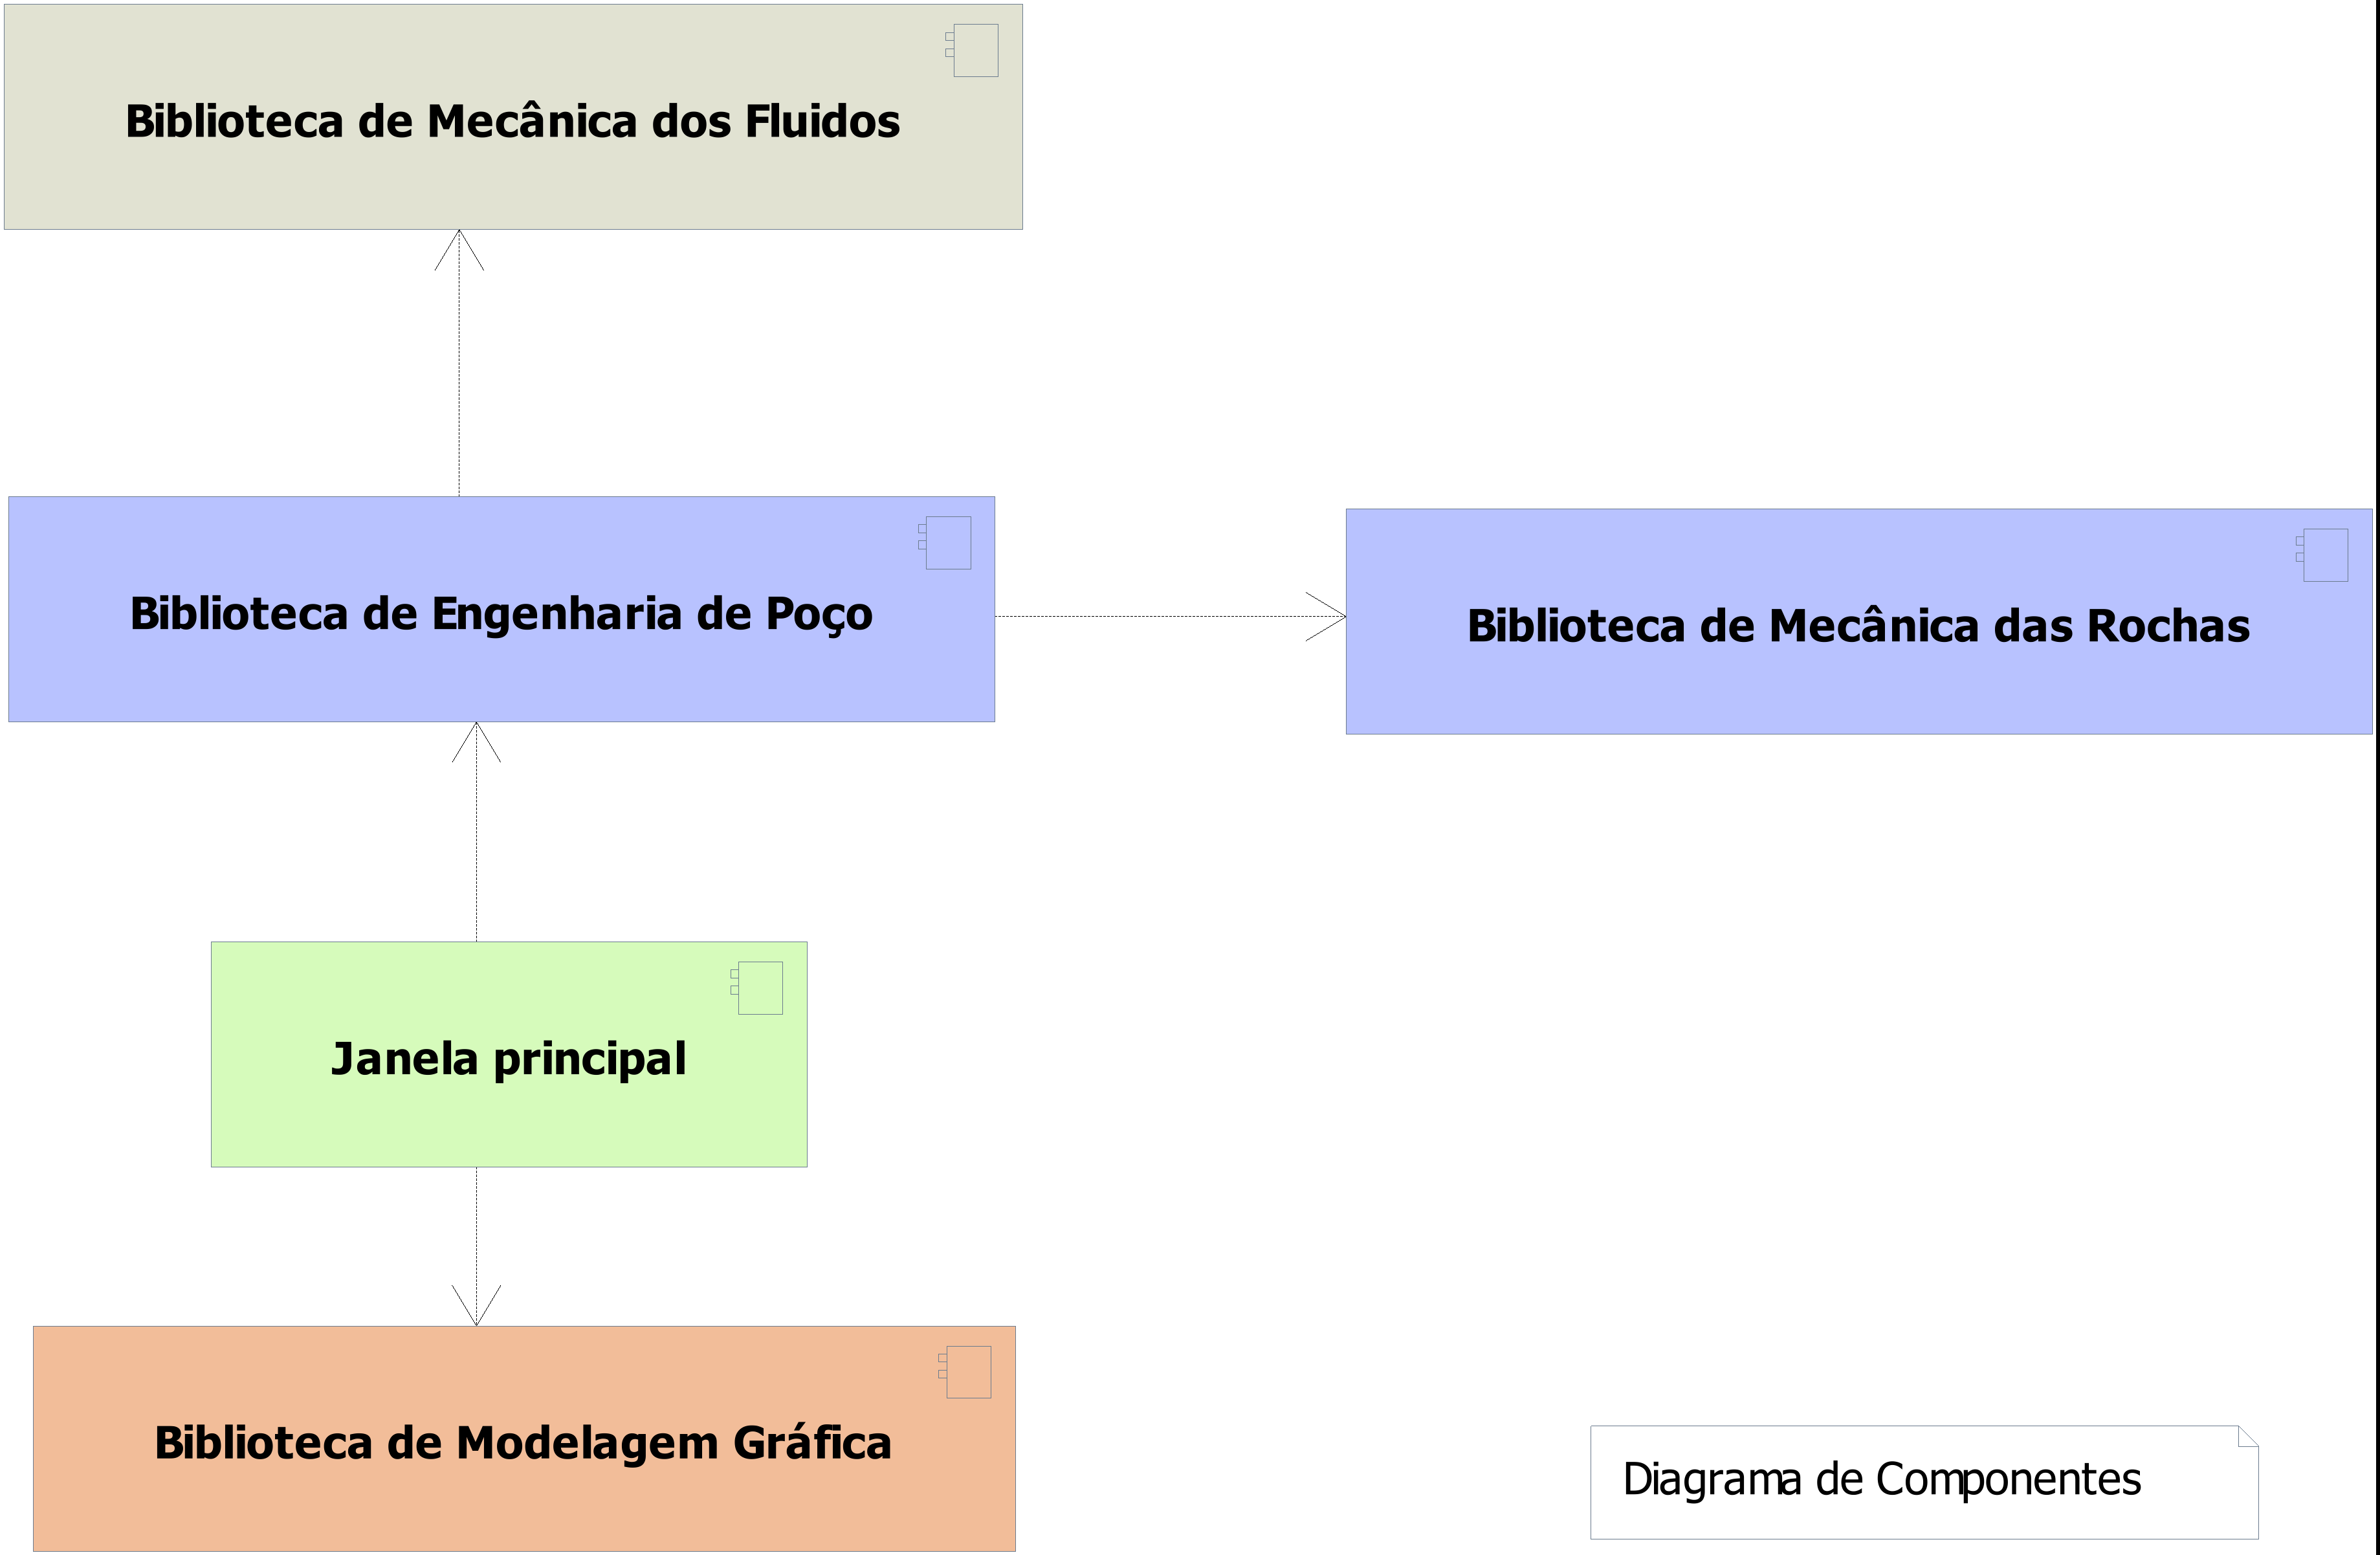 Biblioteca de Mecânica dos Fluidos
Biblioteca de Engenharia de Poço
Biblioteca de Mecânica das Rochas
Janela principal
Biblioteca de Modelagem Gráfica
Diagrama de Componentes